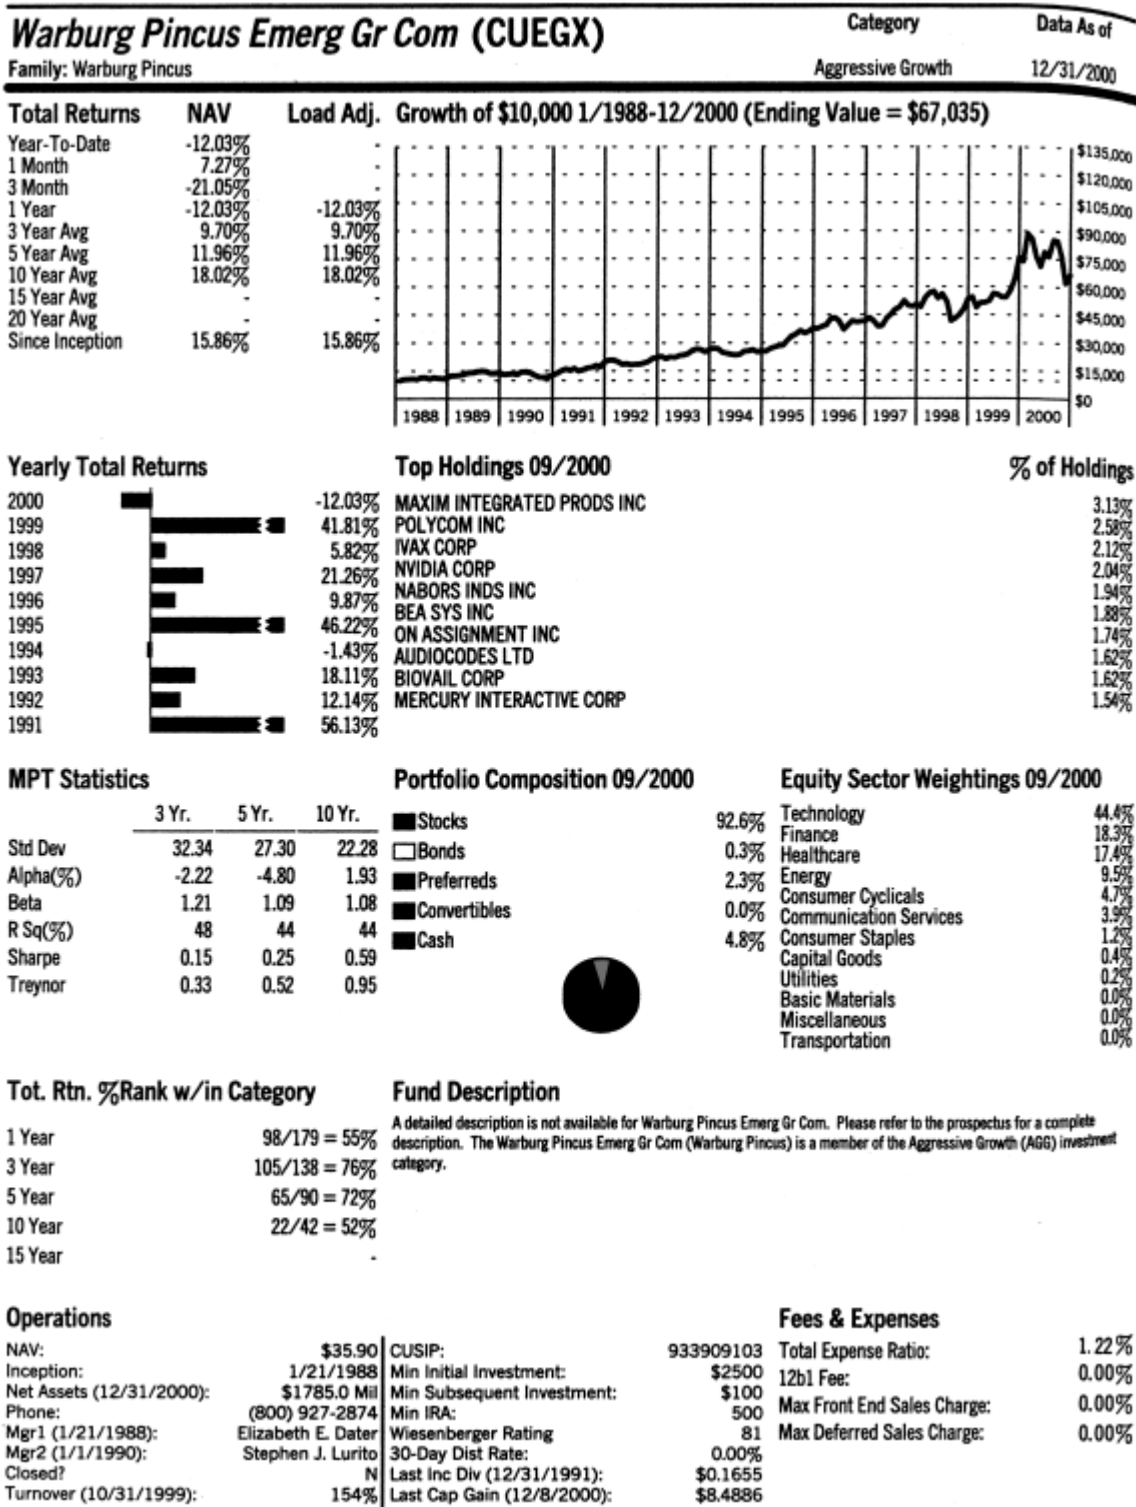 Warburg Pincus Emerg Gr Com (CUEGX)
Category
Data As of
Family: Warburg Pincus
Aggressive Growth
12/31/2000
Total Returns NAV Load Adj.
Year-To-Date -12.03% -
1 Month 7.27% -
3 Month -21.05% -
1 Year -12.03% -12.03%
3 Year Avg 9.70% 9.70%
5 Year Avg 11.96% 11.96%
10 Year Avg 18.02% 18.02%
15 Year Avg - -
20 Year Avg - -
Since Inception 15.86% 15.86%
Growth of $10,000 1/1988-12/2000 (Ending Value = $67,035)
$135,000
$120,000
$105,000
$90,000
$75,000
$60,000
$45,000
$30,000
$15,000
$0
1988 1989 1990 1991 1992 1993 1994 1995 1996 1997 1998 1999 2000
Yearly Total Returns
2000 -12.03%
1999 41.81%
1998 5.82%
1997 21.26%
1996 9.87%
1995 46.22%
1994 -1.43%
1993 18.11%
1992 12.14%
1991 56.13%
Top Holdings 09/2000 % of Holdings
MAXIM INTEGRATED PRODS INC 3.13%
POLYCOM INC 2.58%
IVAX CORP 2.12%
NVIDIA CORP 2.04%
NABORS INDS INC 1.94%
BEA SYS INC 1.88%
ON ASSIGNMENT INC 1.74%
AUDIOCODES LTD 1.62%
BIOVAIL CORP 1.62%
MERCURY INTERACTIVE CORP 1.54%
MPT Statistics
3 Yr. 5 Yr. 10 Yr.
Std Dev 32.34 27.30 22.28
Alpha(%) -2.22 -4.80 1.93
Beta 1.21 1.09 1.08
R Sq(%) 48 44 44
Sharpe 0.15 0.25 0.59
Treynor 0.33 0.52 0.95
Portfolio Composition 09/2000
Stocks 92.6%
Bonds 0.3%
Preferreds 2.3%
Convertibles 0.0%
Cash 4.8%
Equity Sector Weightings 09/2000
Technology 44.4%
Finance 18.3%
Healthcare 17.4%
Energy 9.5%
Consumer Cyclicals 4.7%
Communication Services 3.9%
Consumer Staples 1.2%
Capital Goods 0.4%
Utilities 0.2%
Basic Materials 0.0%
Miscellaneous 0.0%
Transportation 0.0%
Tot. Rtn. %Rank w/in Category
1 Year 98/179 = 55%
3 Year 105/138 = 76%
5 Year 65/90 = 72%
10 Year 22/42 = 52%
15 Year -
Fund Description
A detailed description is not available for Warburg Pincus Emerg Gr Com. Please refer to the prospectus for a complete
description. The Warburg Pincus Emerg Gr Com (Warburg Pincus) is a member of the Aggressive Growth (AGG) investment
category.
Operations
NAV: $35.90
Inception: 1/21/1988
Net Assets (12/31/2000): $1785.0 Mil
Phone: (800) 927-2874
Mgr1 (1/21/1988): Elizabeth E. Dater
Mgr2 (1/1/1990): Stephen J. Lurito
Closed? N
Turnover (10/31/1999): 154%
CUSIP: 933909103
Min Initial Investment: $2500
Min Subsequent Investment: $100
Min IRA: 500
Wiesenberger Rating 81
30-Day Dist Rate: 0.00%
Last Inc Div (12/31/1991): $0.1655
Last Cap Gain (12/8/2000): $8.4886
Fees & Expenses
Total Expense Ratio: 1.22%
12b1 Fee: 0.00%
Max Front End Sales Charge: 0.00%
Max Deferred Sales Charge: 0.00%